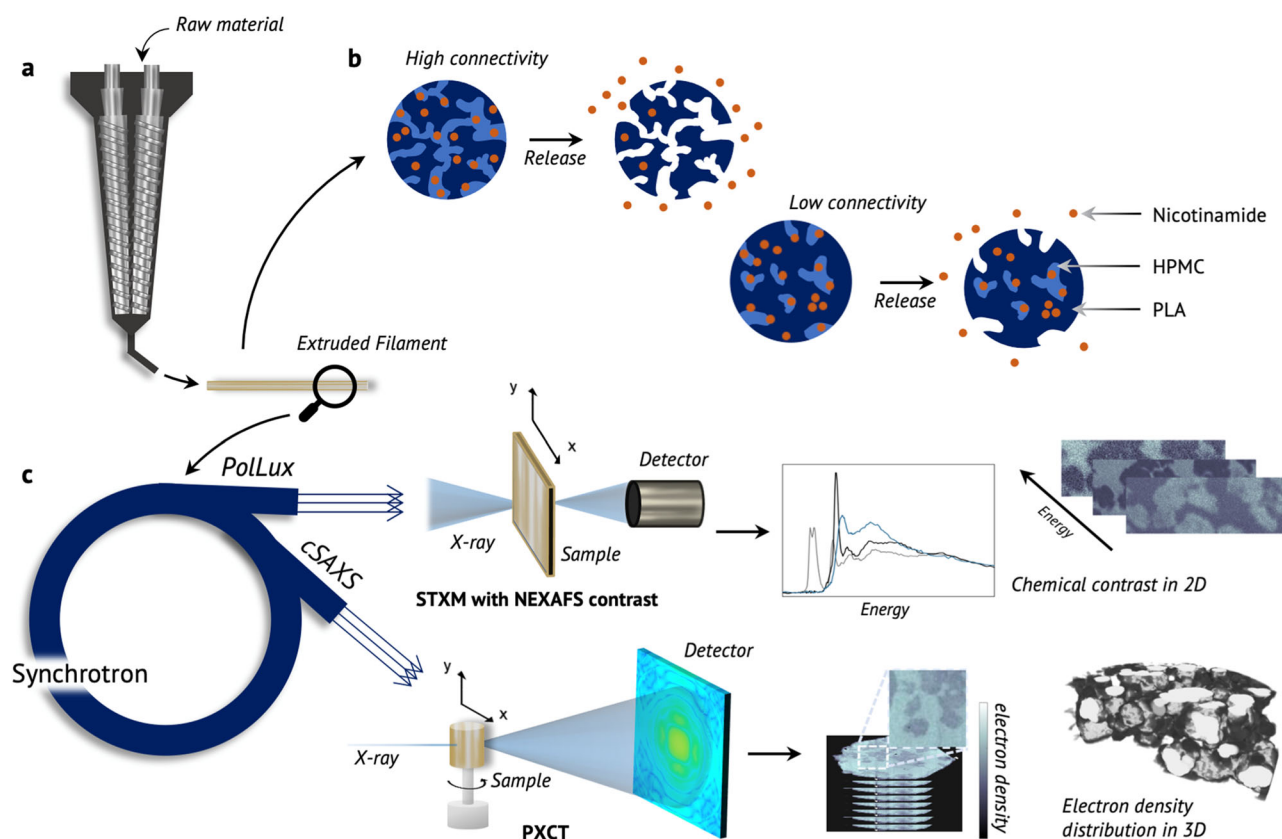 Raw material
a
b
High connectivity
Release
Low connectivity
Release
Nicotinamide
HPMC
PLA
Extruded Filament
c
PolLux
cSAXS
Synchrotron
y
x
Detector
X-ray
Sample
STXM with NEXAFS contrast
Energy
Energy
Chemical contrast in 2D
y
x
Detector
X-ray
Sample
PXCT
electron density
Electron density
distribution in 3D